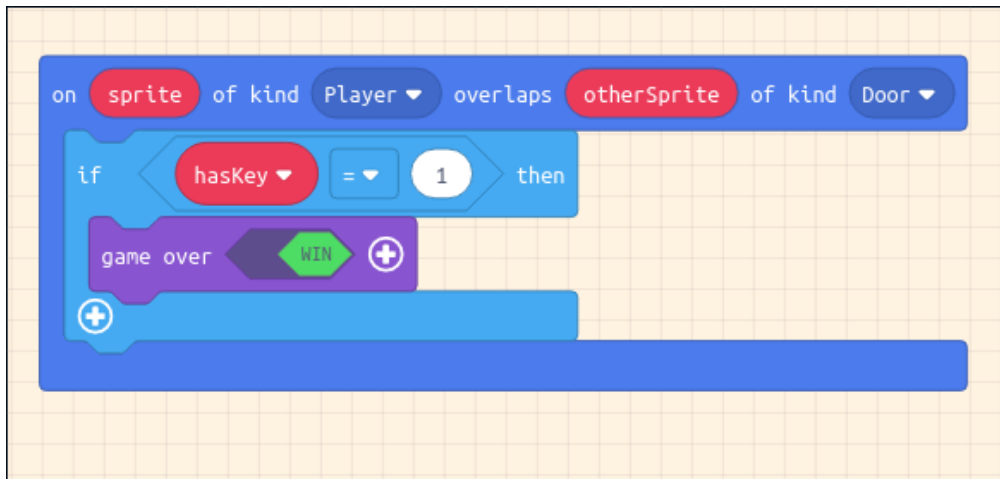 on sprite of kind Player overlaps otherSprite of kind Door
if hasKey = 1 then
game over WIN